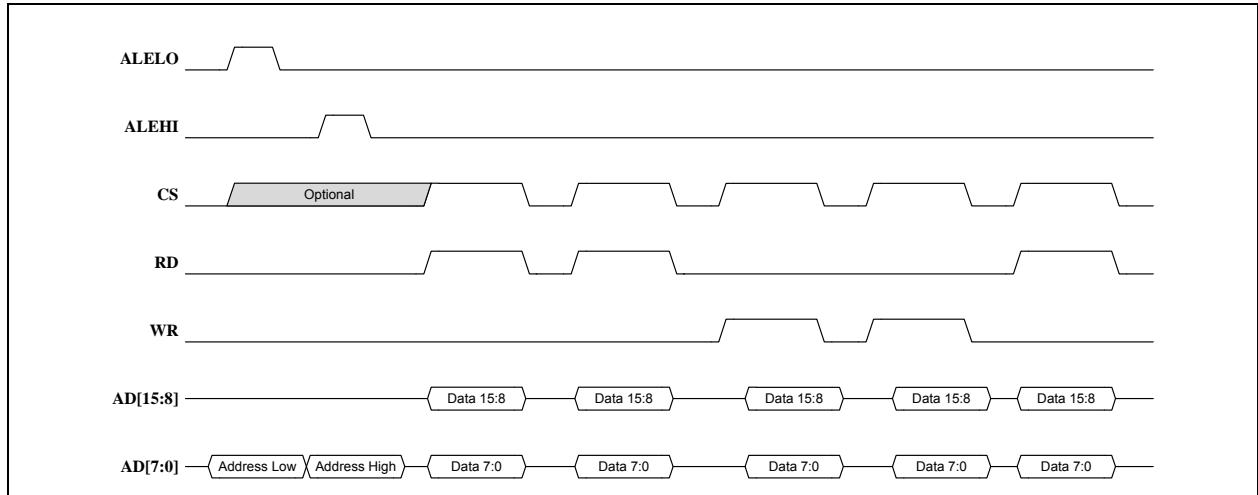 ALELO
ALEHI
CS Optional
RD
WR
AD[15:8] Data 15:8 Data 15:8 Data 15:8 Data 15:8 Data 15:8
AD[7:0] Address Low Address High Data 7:0 Data 7:0 Data 7:0 Data 7:0 Data 7:0